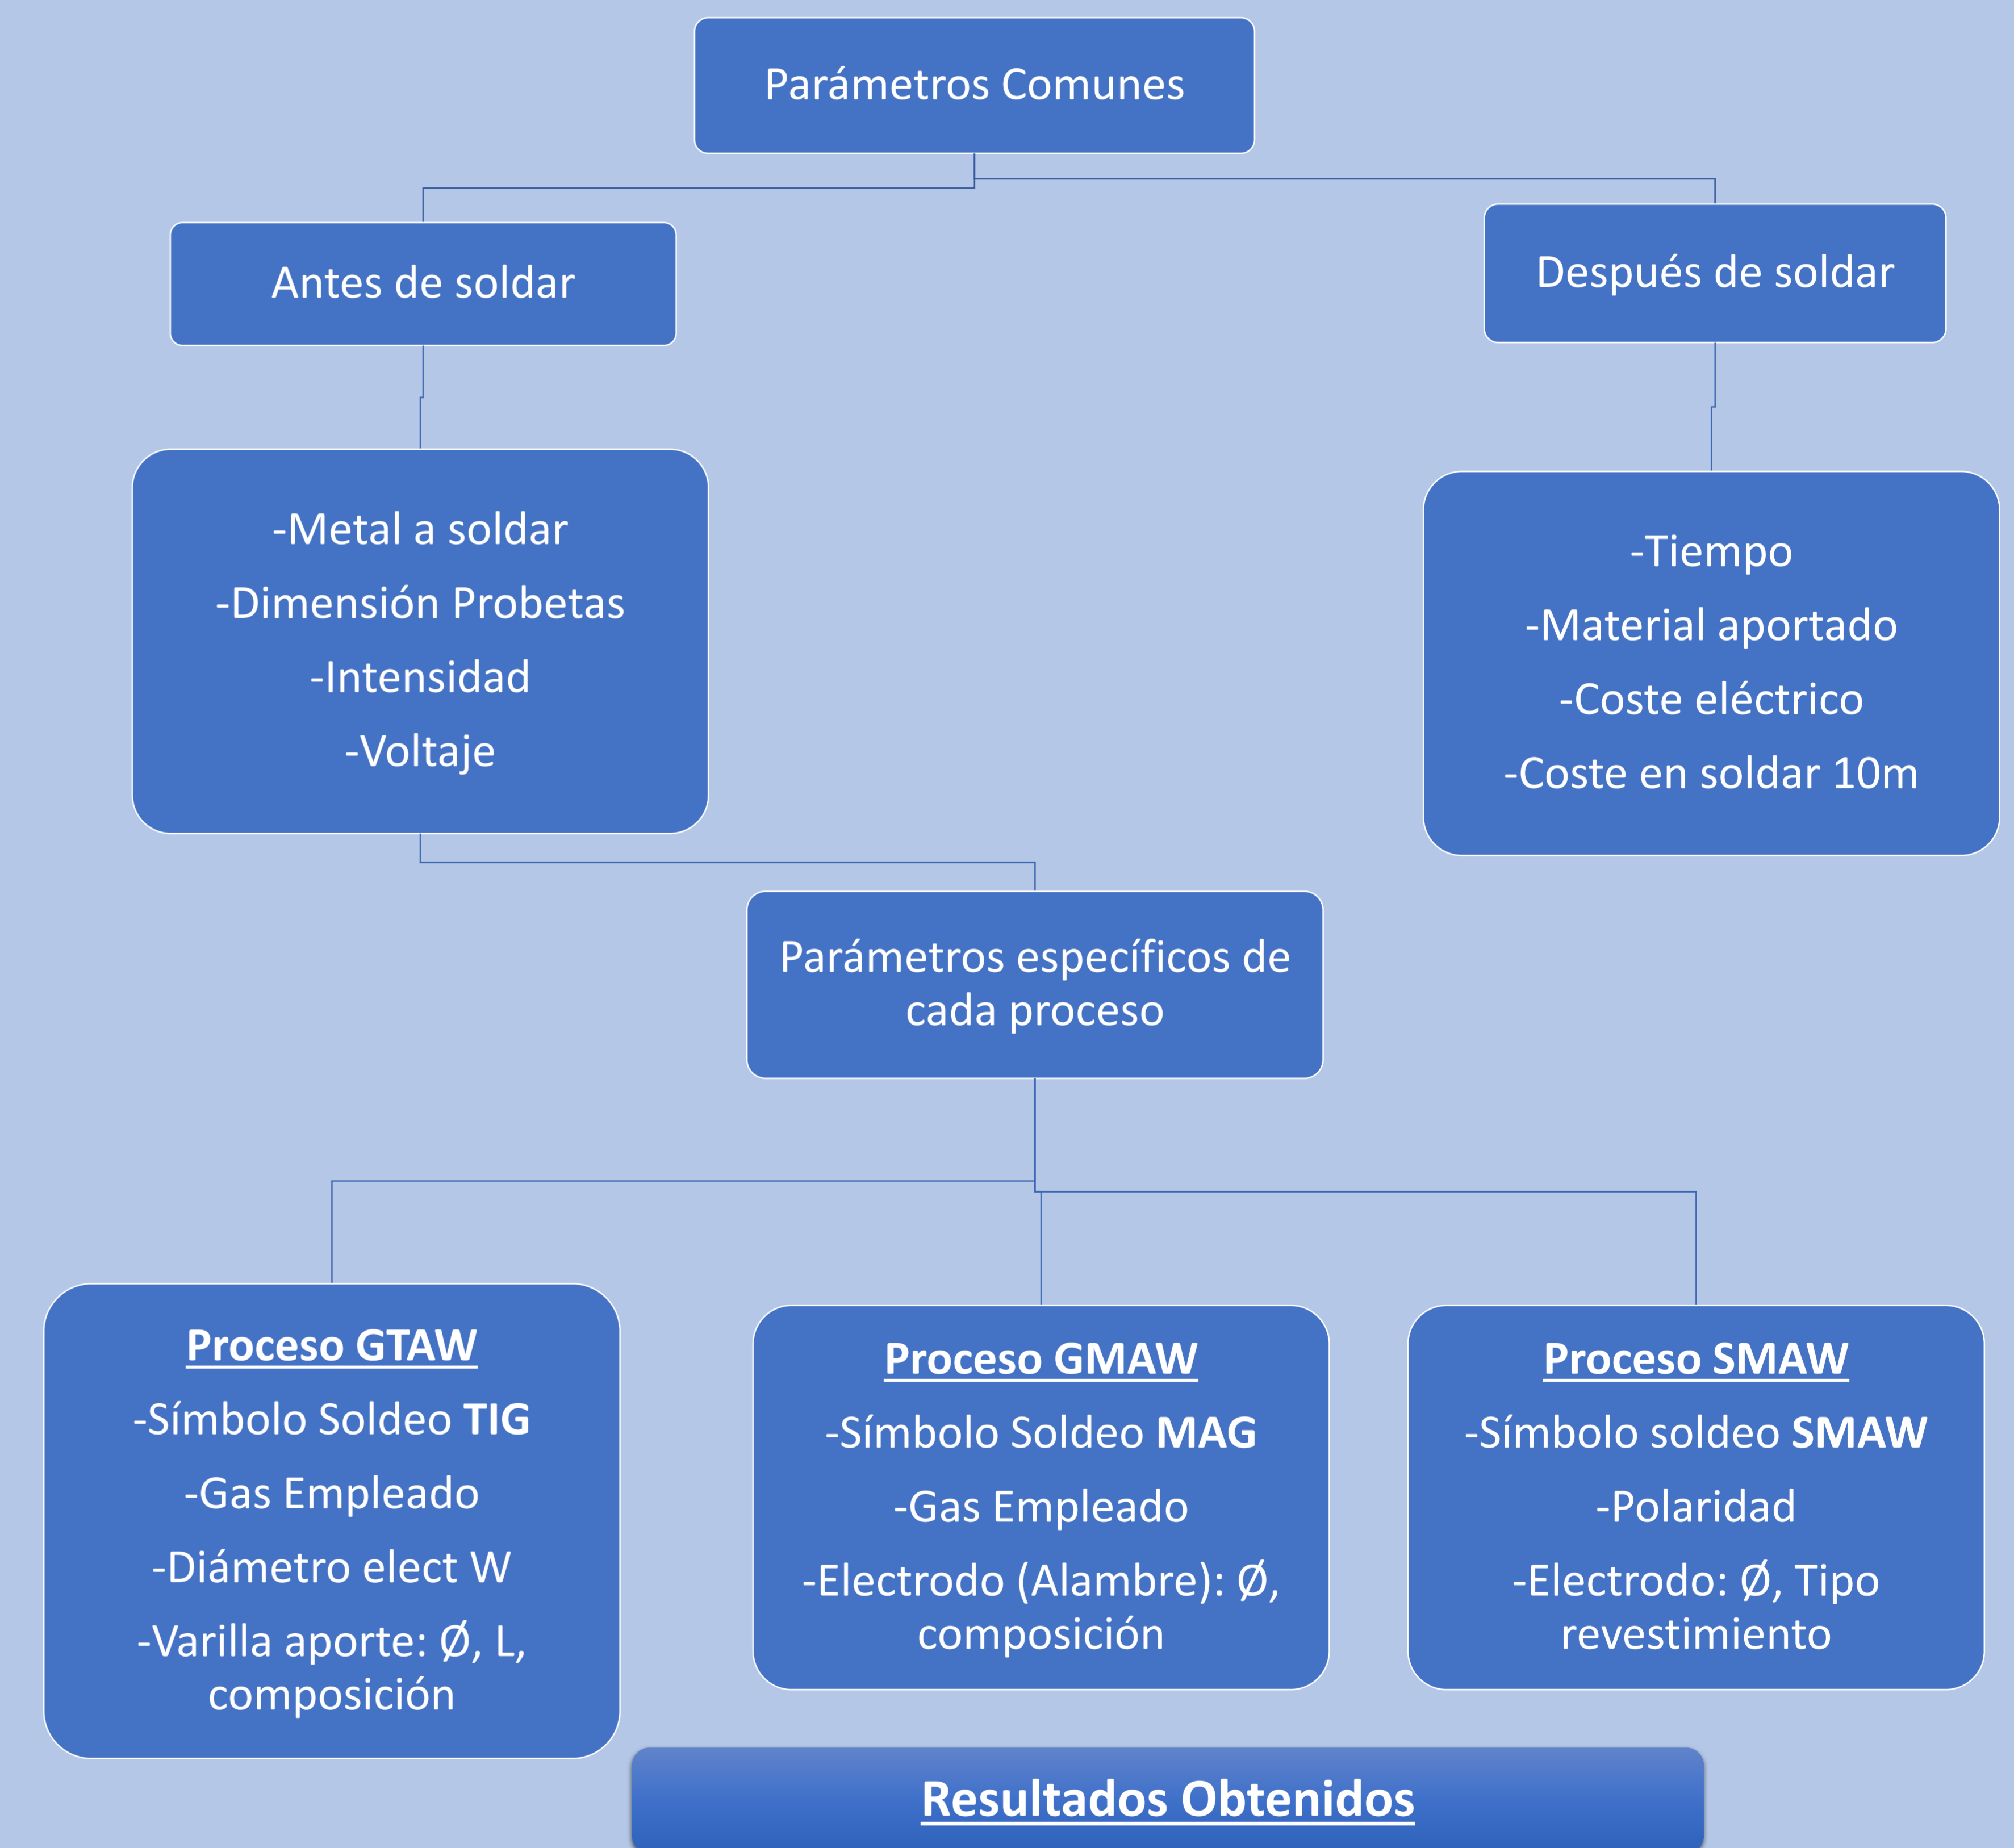 Parámetros Comunes
Antes de soldar
Después de soldar
-Metal a soldar
-Dimensión Probetas
-Intensidad
-Voltaje
-Tiempo
-Material aportado
-Coste eléctrico
-Coste en soldar 10m
Parámetros específicos de
cada proceso
Proceso GTAW
-Símbolo Soldeo TIG
-Gas Empleado
-Diámetro elect W
-Varilla aporte: Ø, L,
composición
Proceso GMAW
-Símbolo Soldeo MAG
-Gas Empleado
-Electrodo (Alambre): Ø,
composición
Proceso SMAW
-Símbolo soldeo SMAW
-Polaridad
-Electrodo: Ø, Tipo
revestimiento
Resultados Obtenidos